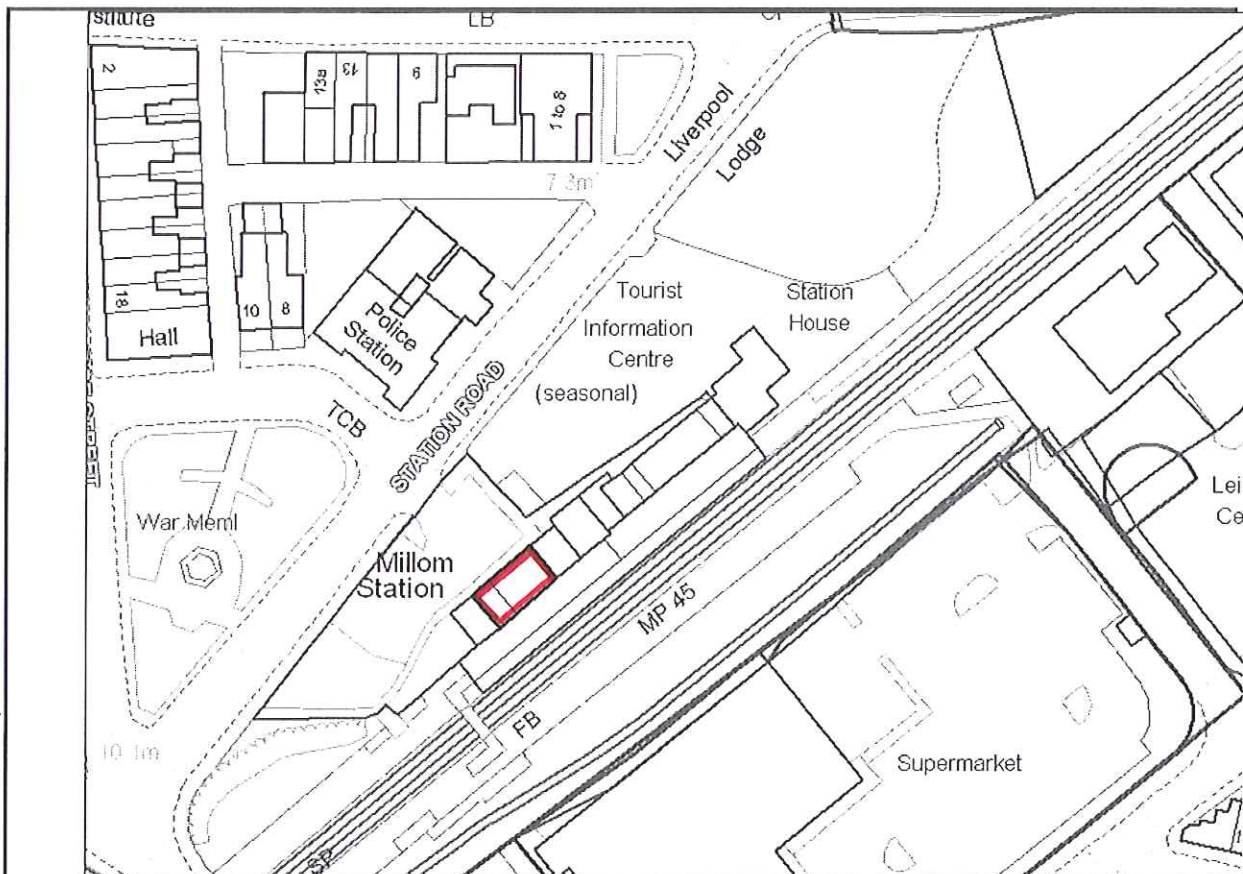 stitute
LB
2
13a
13
9
1 to 8
Liverpool
Lodge
7.3m
18
Hall
10
8
Police
Station
TCB
STATION ROAD
Tourist
Information
Centre
(seasonal)
Station
House
War Meml
Millom
Station
MP 45
FB
SP
10.1m
Supermarket
Lei
Ce